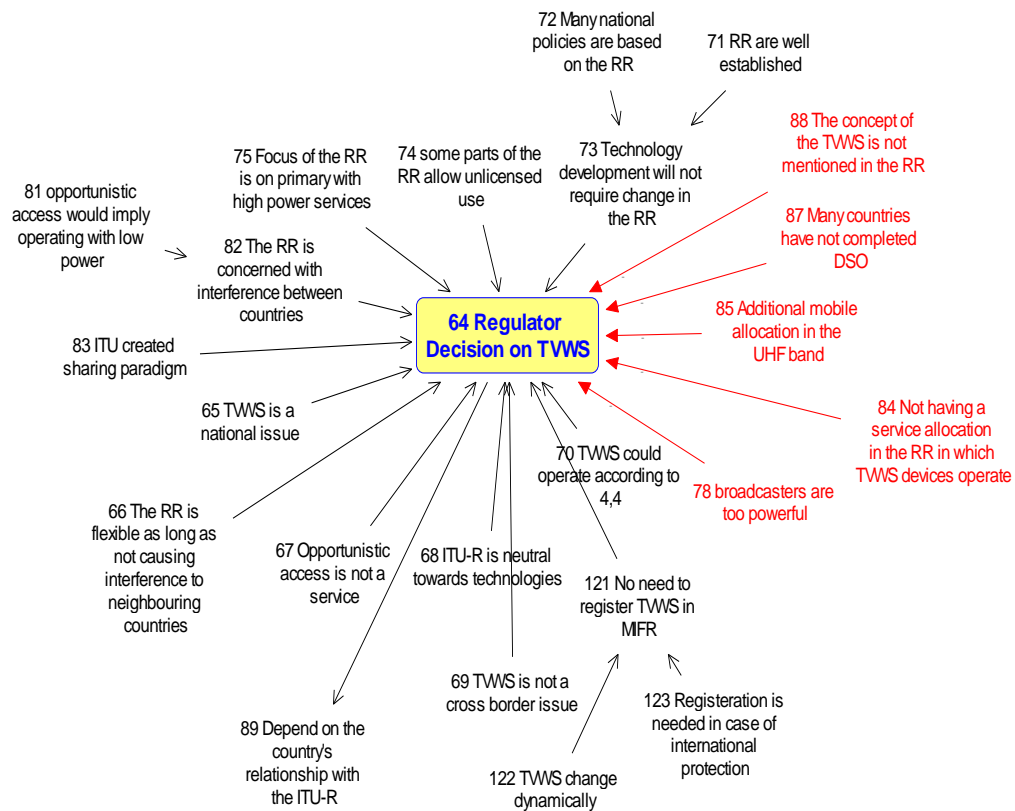 72 Many national
policies are based
on the RR
71 RR are well
established
88 The concept of
the TVWS is not
mentioned in the RR
75 Focus of the RR
is on primary with
high power services
74 some parts of the
RR allow unlicensed
use
73 Technology
development will not
require change in
the RR
81 opportunistic
access would imply
operating with low
power
87 Many countries
have not completed
DSO
82 The RR is
concerned with
interference between
countries
64 Regulator
Decision on TVWS
85 Additional mobile
allocation in the
UHF band
83 ITU created
sharing paradigm
65 TVWS is a
national issue
84 Not having a
service allocation
in the RR in which
TVWS devices operate
70 TVWS could
operate according to
4,4
78 broadcasters are
too powerful
66 The RR is
flexible as long as
not causing
interference to
neighbouring
countries
67 Opportunistic
access is not a
service
68 ITU-R is neutral
towards technologies
121 No need to
register TVWS in
MIFR
69 TVWS is not a
cross border issue
123 Registeration is
needed in case of
international
protection
89 Depend on the
country's
relationship with
the ITU-R
122 TVWS change
dynamically